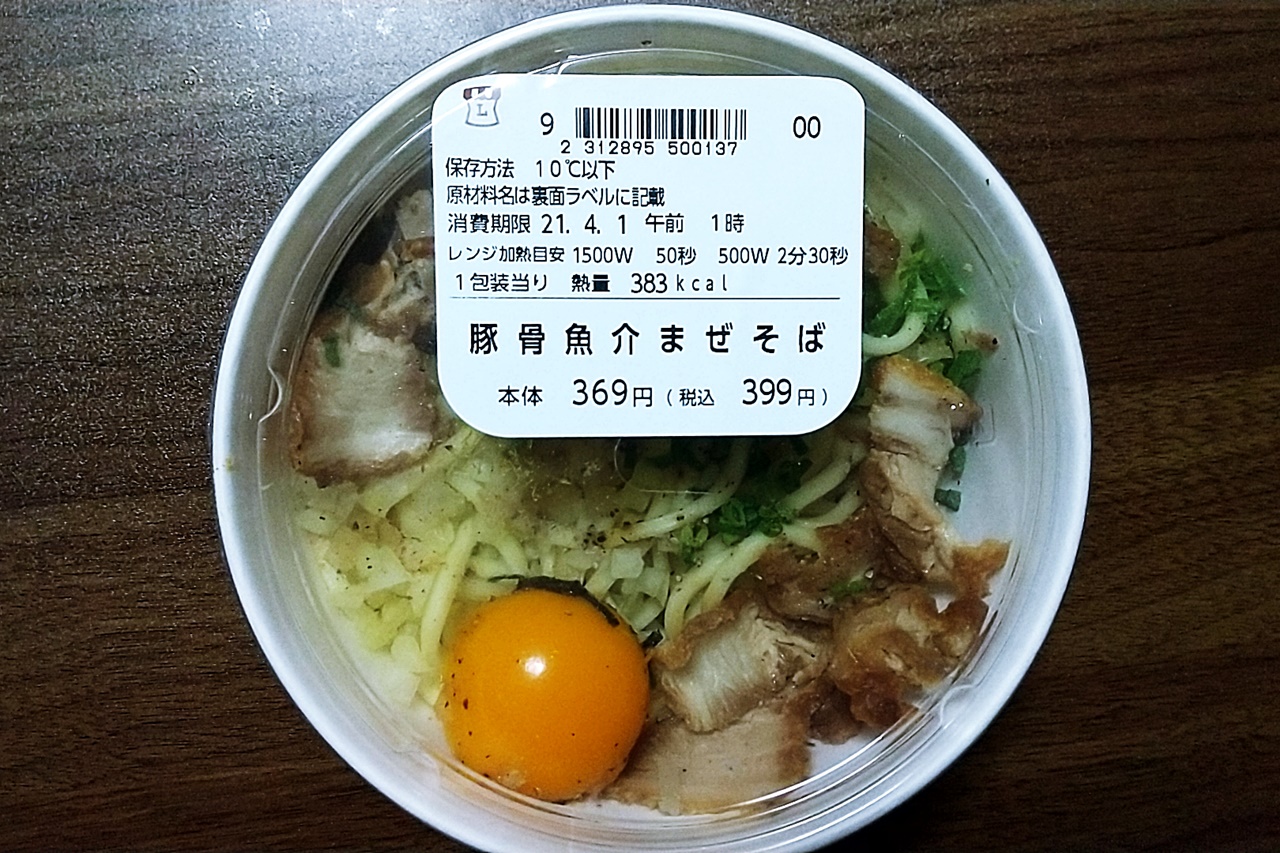 L
9 00
2 312895 500137
保存方法 10℃以下
原材料名は裏面ラベルに記載
消費期限 21. 4. 1 午前 1時
レンジ加熱目安 1500W 50秒 500W 2分30秒
1包装当り 熱量 383kcal
豚骨魚介まぜそば
本体 369円(税込 399円)